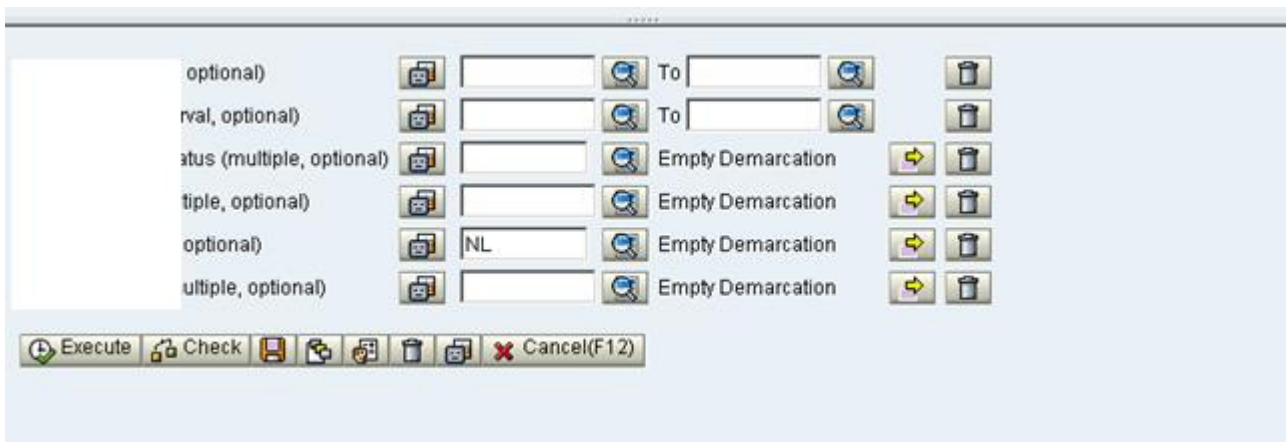 optional) To
rval, optional) To
atus (multiple, optional) Empty Demarcation
tiple, optional) Empty Demarcation
optional) NL Empty Demarcation
ultiple, optional) Empty Demarcation
Execute Check Cancel(F12)